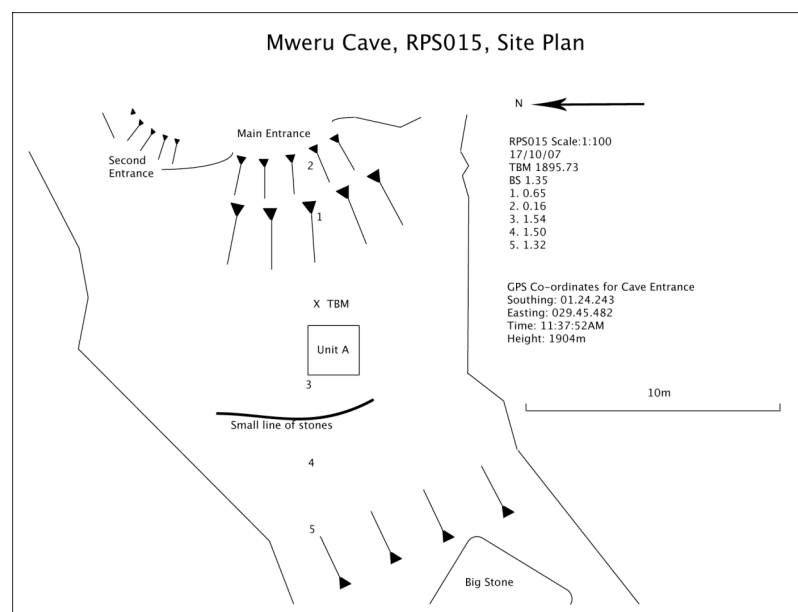 Mweru Cave, RPS015, Site Plan
N
Main Entrance
Second
Entrance
2
1
RPS015 Scale:1:100
17/10/07
TBM 1895.73
BS 1.35
1. 0.65
2. 0.16
3. 1.54
4. 1.50
5. 1.32
GPS Co-ordinates for Cave Entrance
Southing: 01.24.243
Easting: 029.45.482
Time: 11:37:52AM
Height: 1904m
X TBM
Unit A
3
10m
Small line of stones
4
5
Big Stone